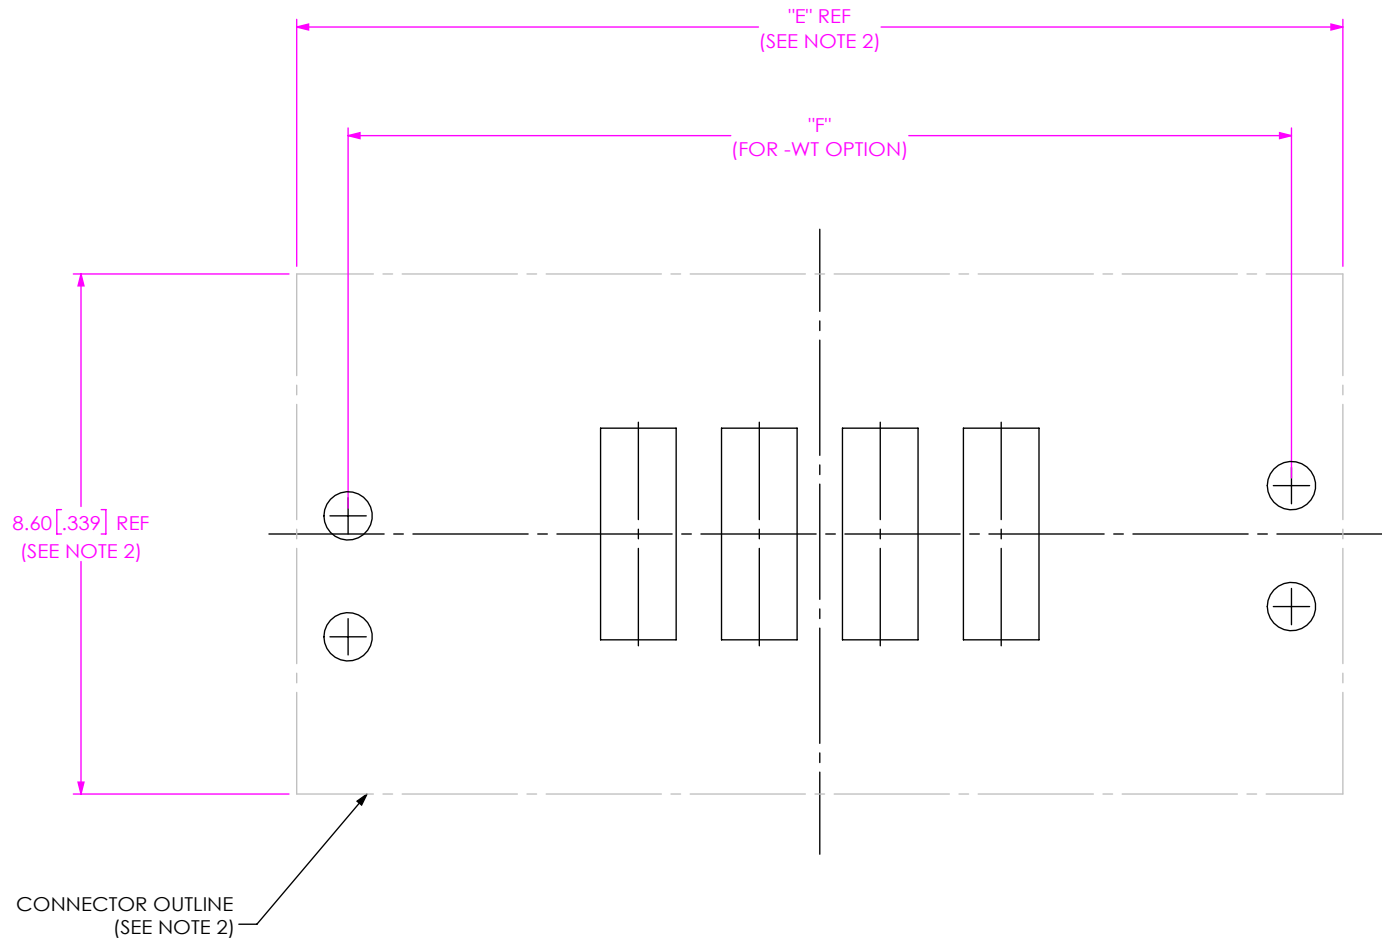 "E" REF
(SEE NOTE 2)
"F"
(FOR -WT OPTION)
8.60[.339] REF
(SEE NOTE 2)
CONNECTOR OUTLINE
(SEE NOTE 2)